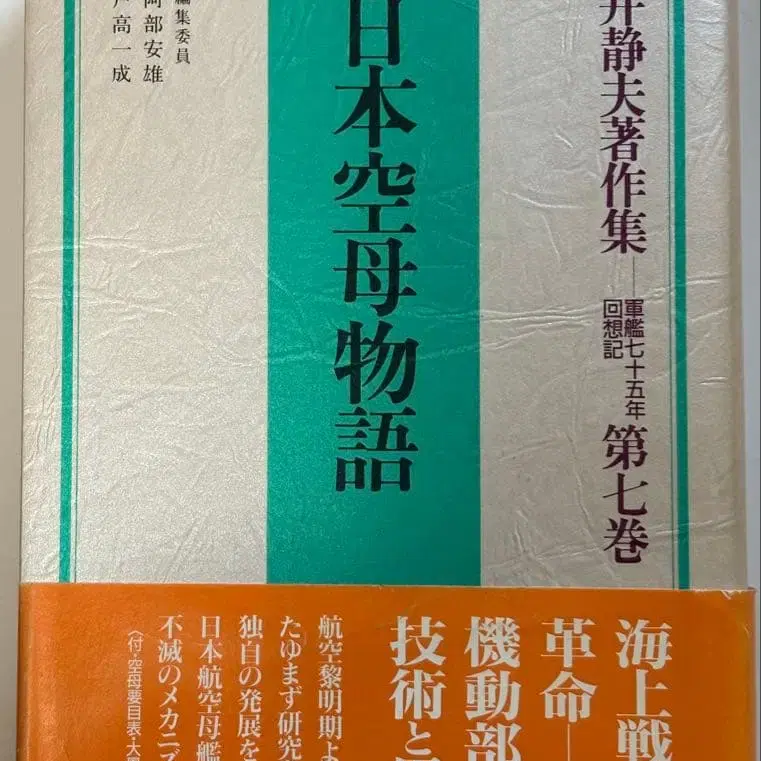 井静夫著作集―軍艦七十五年回想記 第七巻
日本空母物語
編集委員
阿部安雄
戸高一成
海上戦
革命―
機動部
技術と
航空黎明期よ
たゆまず研究
独自の発展を
日本航空母艦
不滅のメカニズ
〈付・空母要目表・大